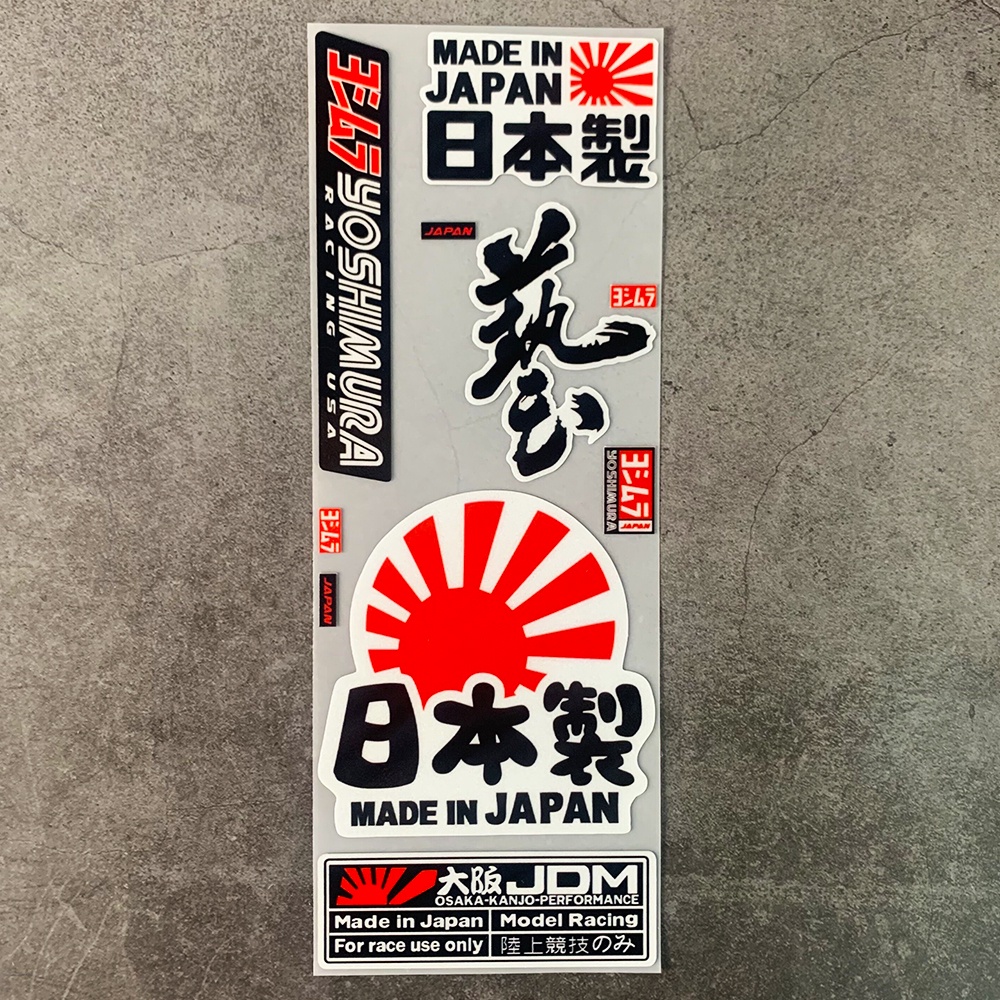 ヨシムラ
YOSHIMURA
RACING USA
MADE IN
JAPAN
日本製
JAPAN
藝
ヨシムラ
ヨシムラ
YOSHIMURA
JAPAN
ヨシムラ
JAPAN
日本製
MADE IN JAPAN
大阪JDM
OSAKA-KANJO-PERFORMANCE
Made in Japan Model Racing
For race use only 陸上競技のみ